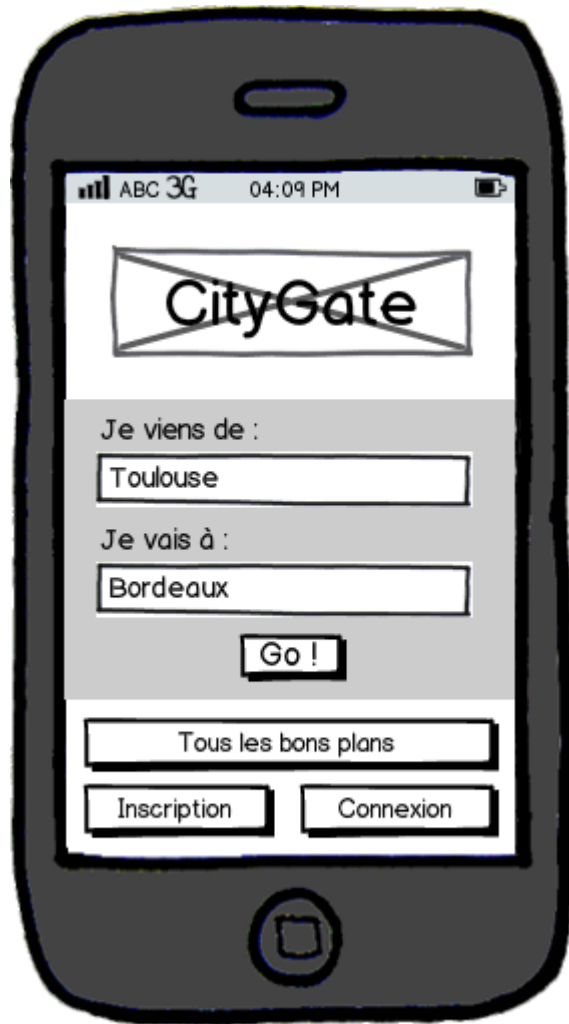 ABC 3G 04:09 PM
CityGate
Je viens de :
Toulouse
Je vais à :
Bordeaux
Go !
Tous les bons plans
Inscription Connexion